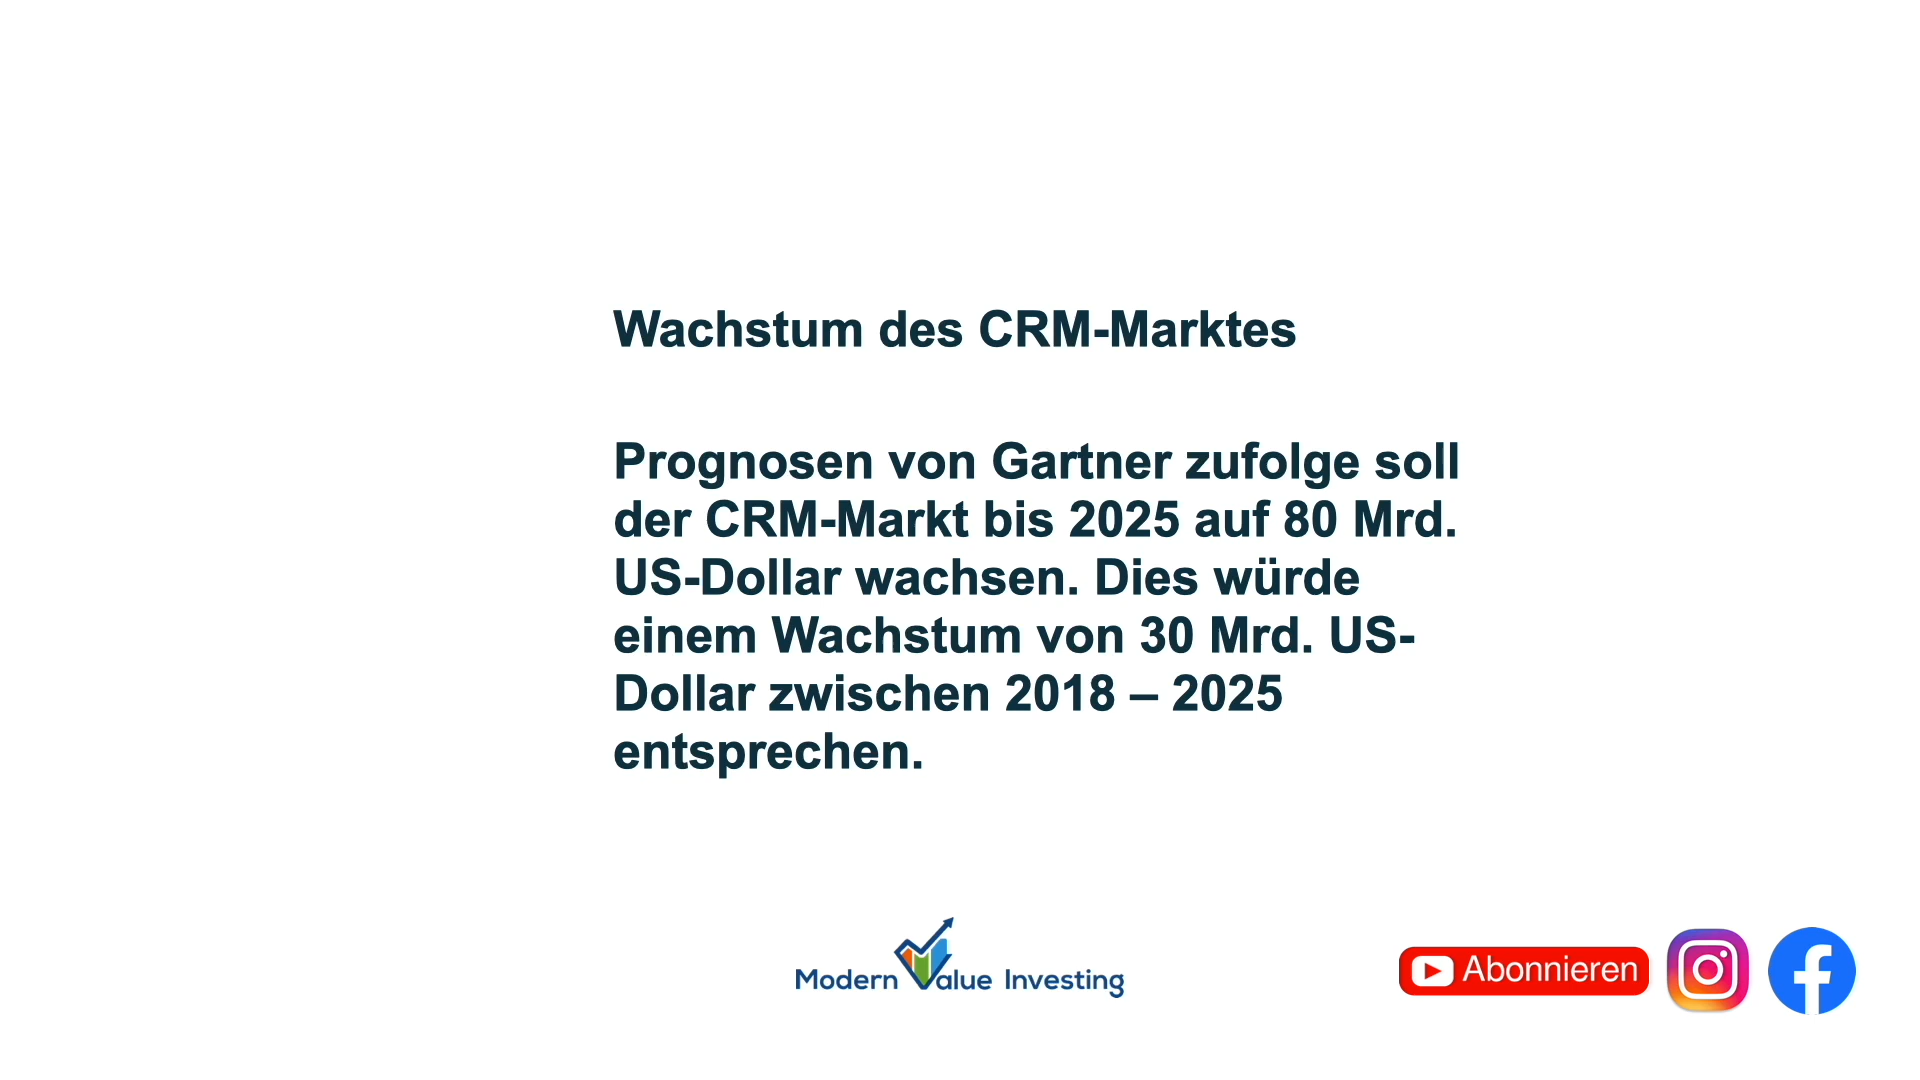 Wachstum des CRM-Marktes
Prognosen von Gartner zufolge soll
der CRM-Markt bis 2025 auf 80 Mrd.
US-Dollar wachsen. Dies würde
einem Wachstum von 30 Mrd. US-
Dollar zwischen 2018 – 2025
entsprechen.
Modern Value Investing
Abonnieren